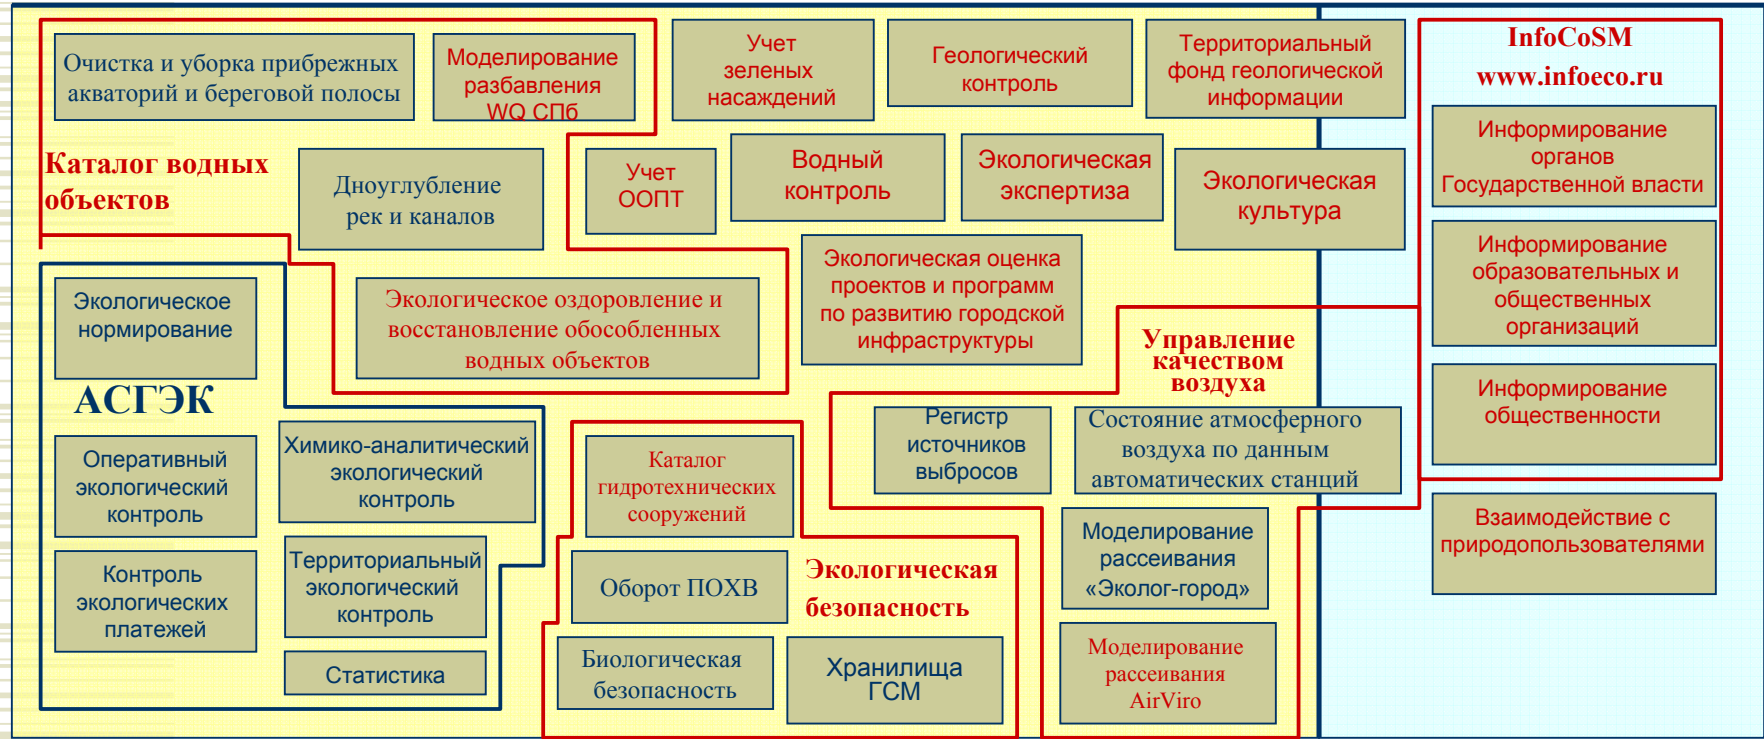 Очистка и уборка прибрежных
акваторий и береговой полосы
Моделирование
разбавления
WQ СПб
Учет
зеленых
насаждений
Геологический
контроль
Территориальный
фонд геологической
информации
InfoCoSM
www.infoeco.ru
Каталог водных
объектов
Дноуглубление
рек и каналов
Учет
ООПТ
Водный
контроль
Экологическая
экспертиза
Экологическая
культура
Информирование
органов
Государственной власти
Экологическое
нормирование
Экологическое оздоровление и
восстановление обособленных
водных объектов
Экологическая оценка
проектов и программ
по развитию городской
инфраструктуры
Информирование
образовательных и
общественных
организаций
Управление
качеством
воздуха
АСГЭК
Информирование
общественности
Оперативный
экологический
контроль
Химико-аналитический
экологический
контроль
Каталог
гидротехнических
сооружений
Регистр
источников
выбросов
Состояние атмосферного
воздуха по данным
автоматических станций
Взаимодействие с
природопользователями
Контроль
экологических
платежей
Территориальный
экологический
контроль
Оборот ПОХВ
Экологическая
безопасность
Моделирование
рассеивания
«Эколог-город»
Статистика
Биологическая
безопасность
Хранилища
ГСМ
Моделирование
рассеивания
AirViro